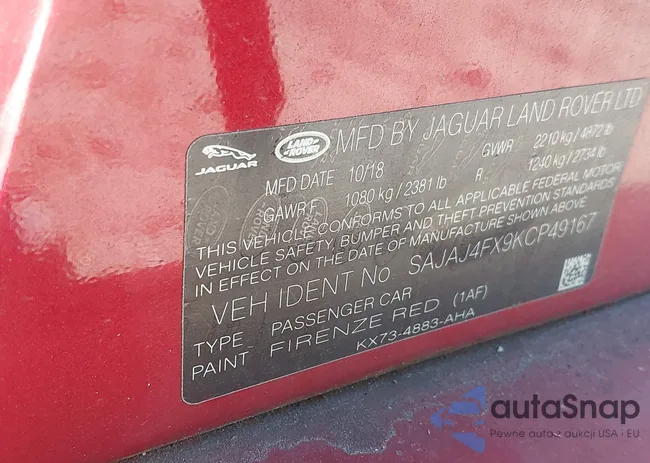 JAGUAR LAND ROVER MFD BY JAGUAR LAND ROVER LTD
MFD DATE 10/18 GVWR 2210 kg / 4872 lb
GAWR F 1080 kg / 2381 lb R 1240 kg / 2734 lb
THIS VEHICLE CONFORMS TO ALL APPLICABLE FEDERAL MOTOR
VEHICLE SAFETY, BUMPER AND THEFT PREVENTION STANDARDS
IN EFFECT ON THE DATE OF MANUFACTURE SHOWN ABOVE
VEH IDENT No SAJAJ4FX9KCP49167
TYPE PASSENGER CAR
PAINT FIRENZE RED (1AF)
KX73-4883-AHA
autaSnap
Pewne auta z aukcji USA i EU